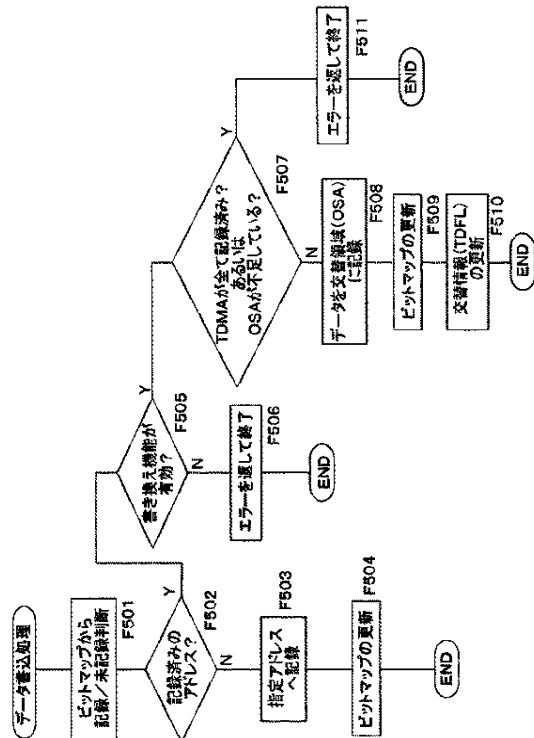 データ書込処理
ビットマップから
記録／未記録判断
F501
記録済みの
アドレス？
F502
Y
N
指定アドレス
へ記録
F503
ビットマップの更新
F504
END
書き換え機能が
有効？
F505
Y
N
エラーを返して終了
F506
END
TDMAが全て記録済み？
あるいは
OSAが不足している？
F507
Y
N
データを交替領域(OSA)
に記録
F508
ビットマップの更新
F509
交替情報(TDFL)
の更新
F510
END
エラーを返して終了
F511
END